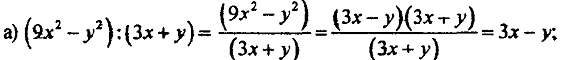 а) (9x² − y²):(3x + y) = (9x² − y²)/(3x + y) = (3x − y)(3x + y)/(3x + y) = 3x − y;